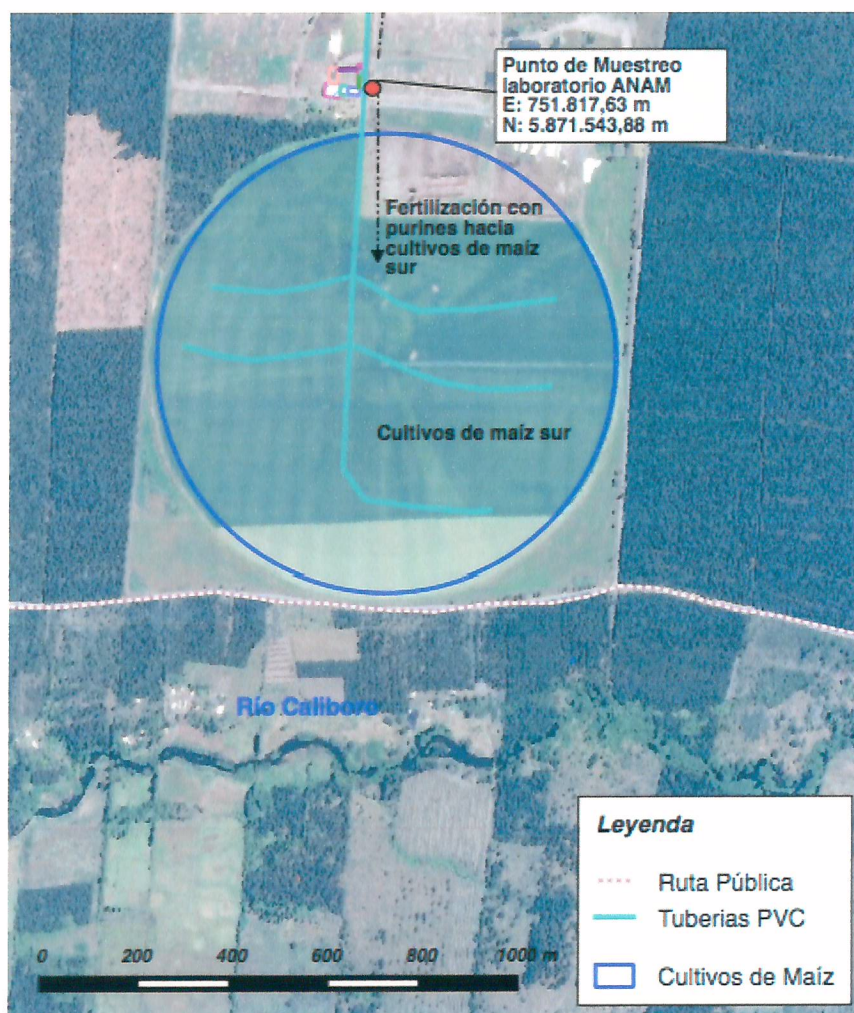 Punto de Muestreo
laboratorio ANAM
E: 751.817,63 m
N: 5.871.543,88 m
Fertilización con
purines hacia
cultivos de maíz
sur
Cultivos de maíz sur
Río Caliboro
Leyenda
Ruta Pública
Tuberias PVC
Cultivos de Maíz
0 200 400 600 800 1000 m